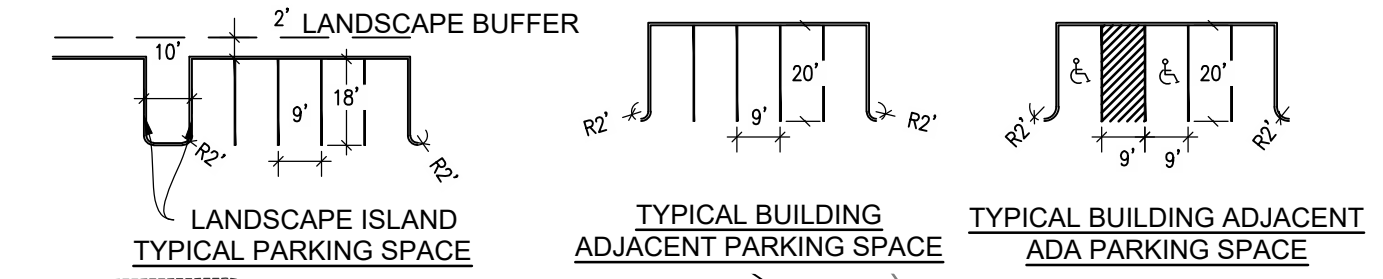 2' LANDSCAPE BUFFER
10'
9'
18'
R2'
R2'
LANDSCAPE ISLAND
TYPICAL PARKING SPACE
20'
9'
R2'
R2'
TYPICAL BUILDING
ADJACENT PARKING SPACE
20'
R2'
R2'
9'
9'
TYPICAL BUILDING ADJACENT
ADA PARKING SPACE